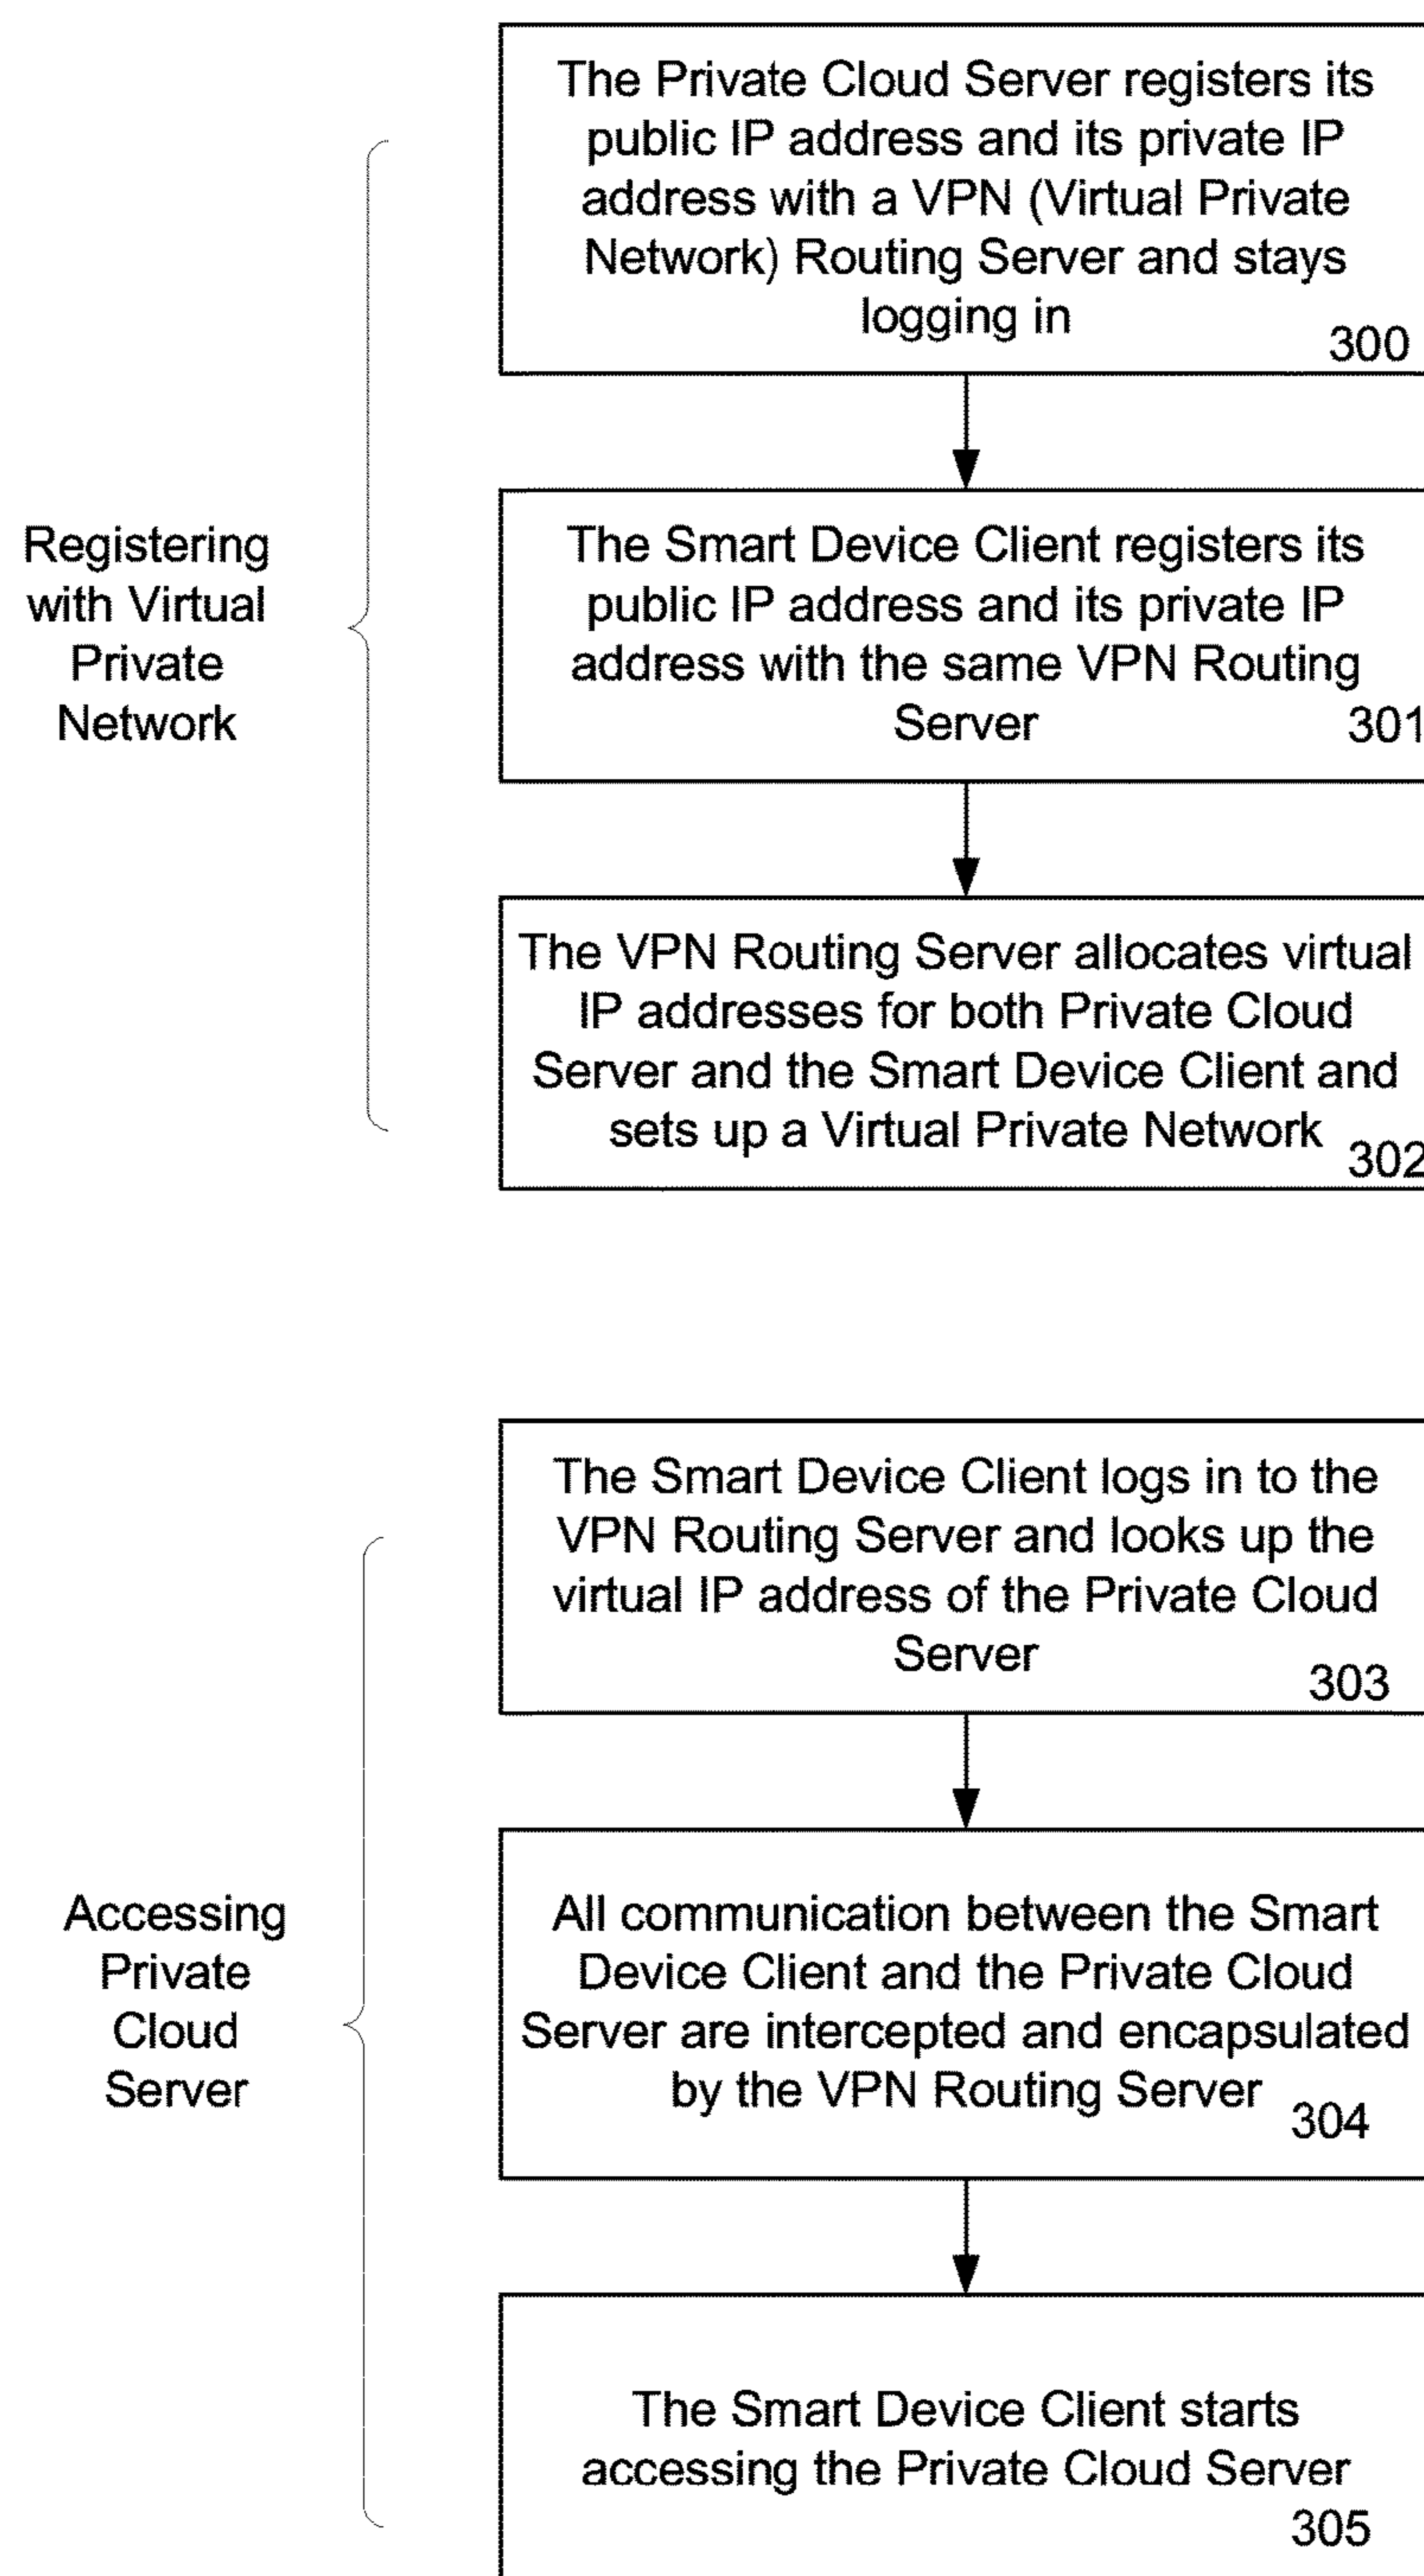 The Private Cloud Server registers its
public IP address and its private IP
address with a VPN (Virtual Private
Network) Routing Server and stays
logging in
300
Registering
with Virtual
Private
Network
The Smart Device Client registers its
public IP address and its private IP
address with the same VPN Routing
Server
301
The VPN Routing Server allocates virtual
IP addresses for both Private Cloud
Server and the Smart Device Client and
sets up a Virtual Private Network
302
The Smart Device Client logs in to the
VPN Routing Server and looks up the
virtual IP address of the Private Cloud
Server
303
Accessing
Private
Cloud
Server
All communication between the Smart
Device Client and the Private Cloud
Server are intercepted and encapsulated
by the VPN Routing Server
304
The Smart Device Client starts
accessing the Private Cloud Server
305